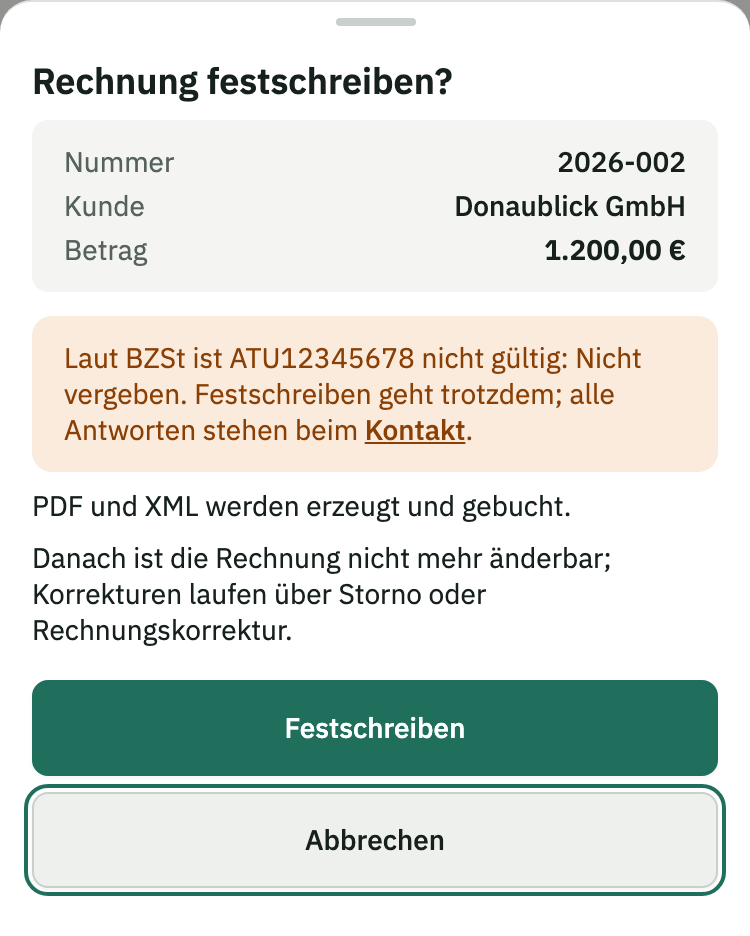 Rechnung festschreiben?
Nummer 2026-002
Kunde Donaublick GmbH
Betrag 1.200,00 €
Laut BZSt ist ATU12345678 nicht gültig: Nicht
vergeben. Festschreiben geht trotzdem; alle
Antworten stehen beim Kontakt.
PDF und XML werden erzeugt und gebucht.
Danach ist die Rechnung nicht mehr änderbar;
Korrekturen laufen über Storno oder
Rechnungskorrektur.
Festschreiben
Abbrechen